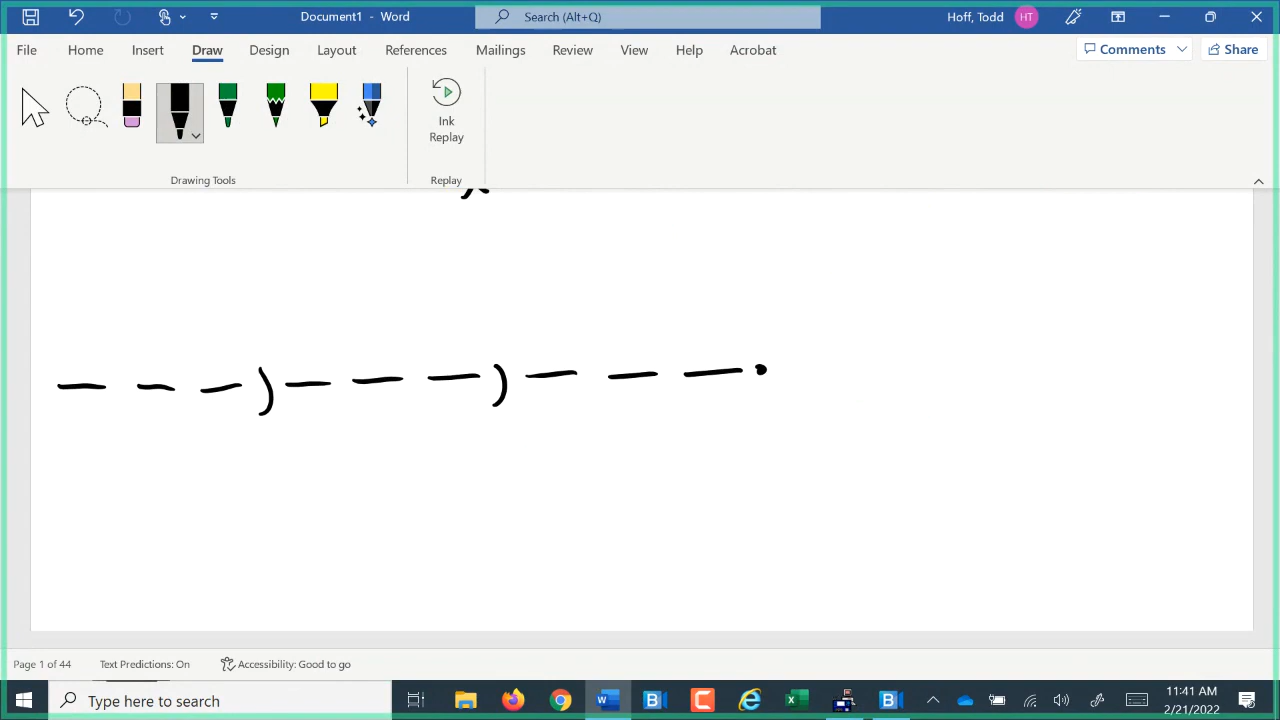 Document1 - Word
Search (Alt+Q)
Hoff, Todd
HT
File Home Insert Draw Design Layout References Mailings Review View Help Acrobat
Comments
Share
Ink
Replay
Drawing Tools
Replay
_ _ _ , _ _ _ , _ _ _ .
Page 1 of 44
Text Predictions: On
Accessibility: Good to go
Type here to search
11:41 AM
2/21/2022